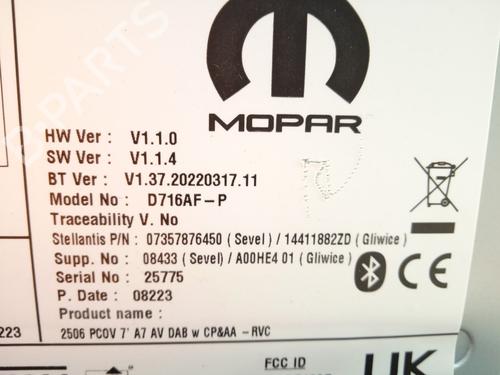 MOPAR
HW Ver : V1.1.0
SW Ver : V1.1.4
BT Ver : V1.37.20220317.11
Model No : D716AF-P
Traceability V. No
Stellantis P/N : 07357876450 ( Sevel ) / 14411882ZD ( Gliwice )
Supp. No : 08433 ( Sevel) / A00HE4 01 ( Gliwice )
Serial No : 25775
P. Date : 08223
Product name :
2506 PCOV 7' A7 AV DAB w CP&AA -RVC
223
FCC ID
UK
B-PARTS